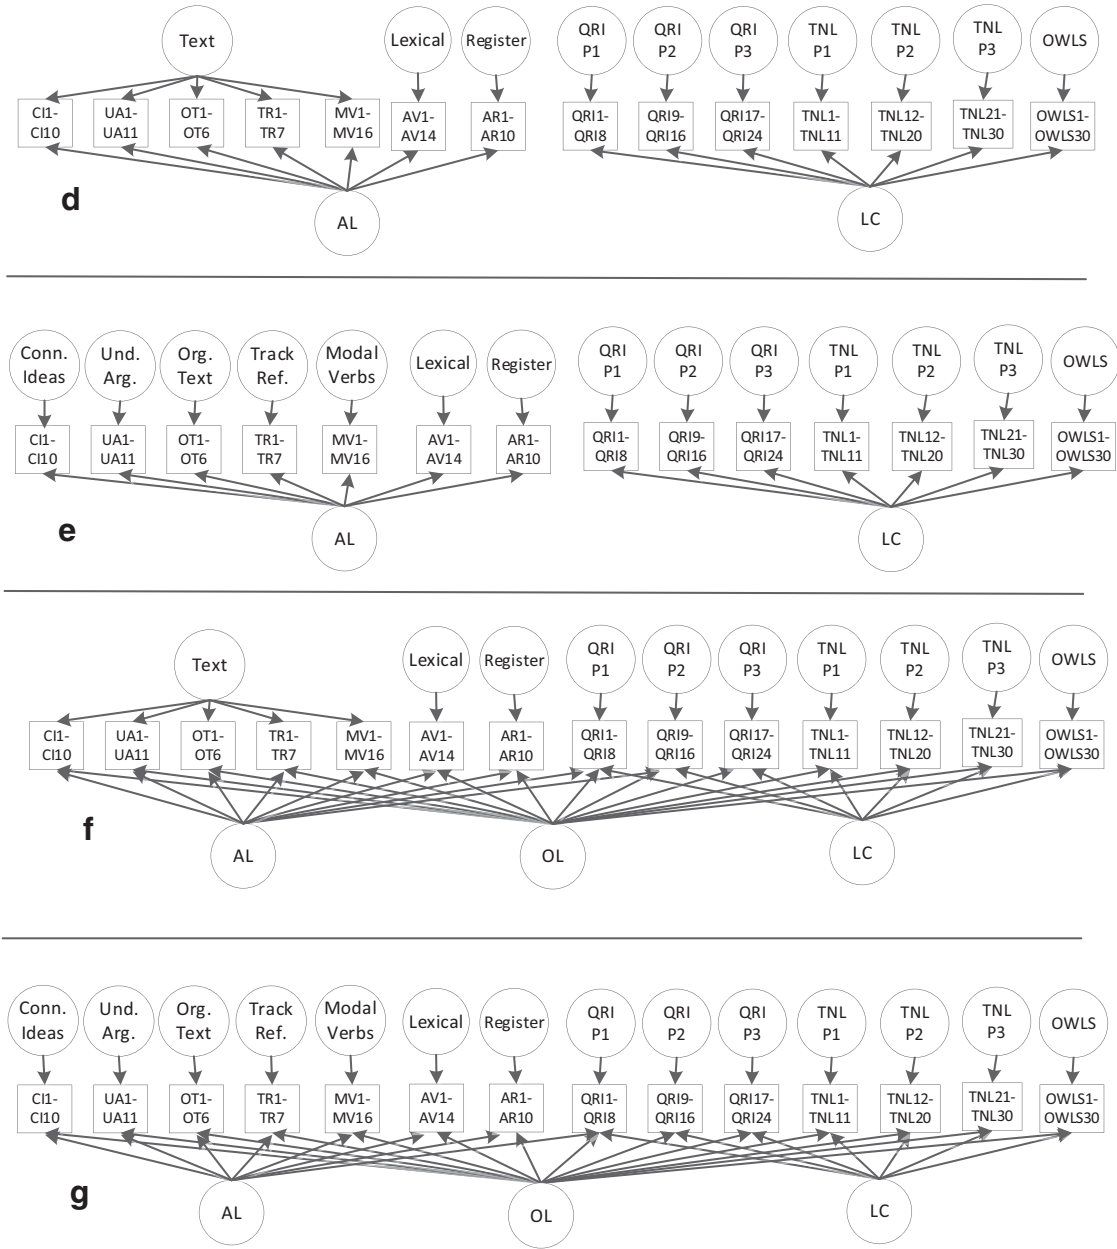 Text
Lexical
Register
QRI
P1
QRI
P2
QRI
P3
TNL
P1
TNL
P2
TNL
P3
OWLS
CI1-
CI10
UA1-
UA11
OT1-
OT6
TR1-
TR7
MV1-
MV16
AV1-
AV14
AR1-
AR10
QRI1-
QRI8
QRI9-
QRI16
QRI17-
QRI24
TNL1-
TNL11
TNL12-
TNL20
TNL21-
TNL30
OWLS1-
OWLS30
d
AL
LC
Conn.
Ideas
Und.
Arg.
Org.
Text
Track
Ref.
Modal
Verbs
Lexical
Register
QRI
P1
QRI
P2
QRI
P3
TNL
P1
TNL
P2
TNL
P3
OWLS
CI1-
CI10
UA1-
UA11
OT1-
OT6
TR1-
TR7
MV1-
MV16
AV1-
AV14
AR1-
AR10
QRI1-
QRI8
QRI9-
QRI16
QRI17-
QRI24
TNL1-
TNL11
TNL12-
TNL20
TNL21-
TNL30
OWLS1-
OWLS30
e
AL
LC
Text
Lexical
Register
QRI
P1
QRI
P2
QRI
P3
TNL
P1
TNL
P2
TNL
P3
OWLS
CI1-
CI10
UA1-
UA11
OT1-
OT6
TR1-
TR7
MV1-
MV16
AV1-
AV14
AR1-
AR10
QRI1-
QRI8
QRI9-
QRI16
QRI17-
QRI24
TNL1-
TNL11
TNL12-
TNL20
TNL21-
TNL30
OWLS1-
OWLS30
f
AL
OL
LC
Conn.
Ideas
Und.
Arg.
Org.
Text
Track
Ref.
Modal
Verbs
Lexical
Register
QRI
P1
QRI
P2
QRI
P3
TNL
P1
TNL
P2
TNL
P3
OWLS
CI1-
CI10
UA1-
UA11
OT1-
OT6
TR1-
TR7
MV1-
MV16
AV1-
AV14
AR1-
AR10
QRI1-
QRI8
QRI9-
QRI16
QRI17-
QRI24
TNL1-
TNL11
TNL12-
TNL20
TNL21-
TNL30
OWLS1-
OWLS30
g
AL
OL
LC